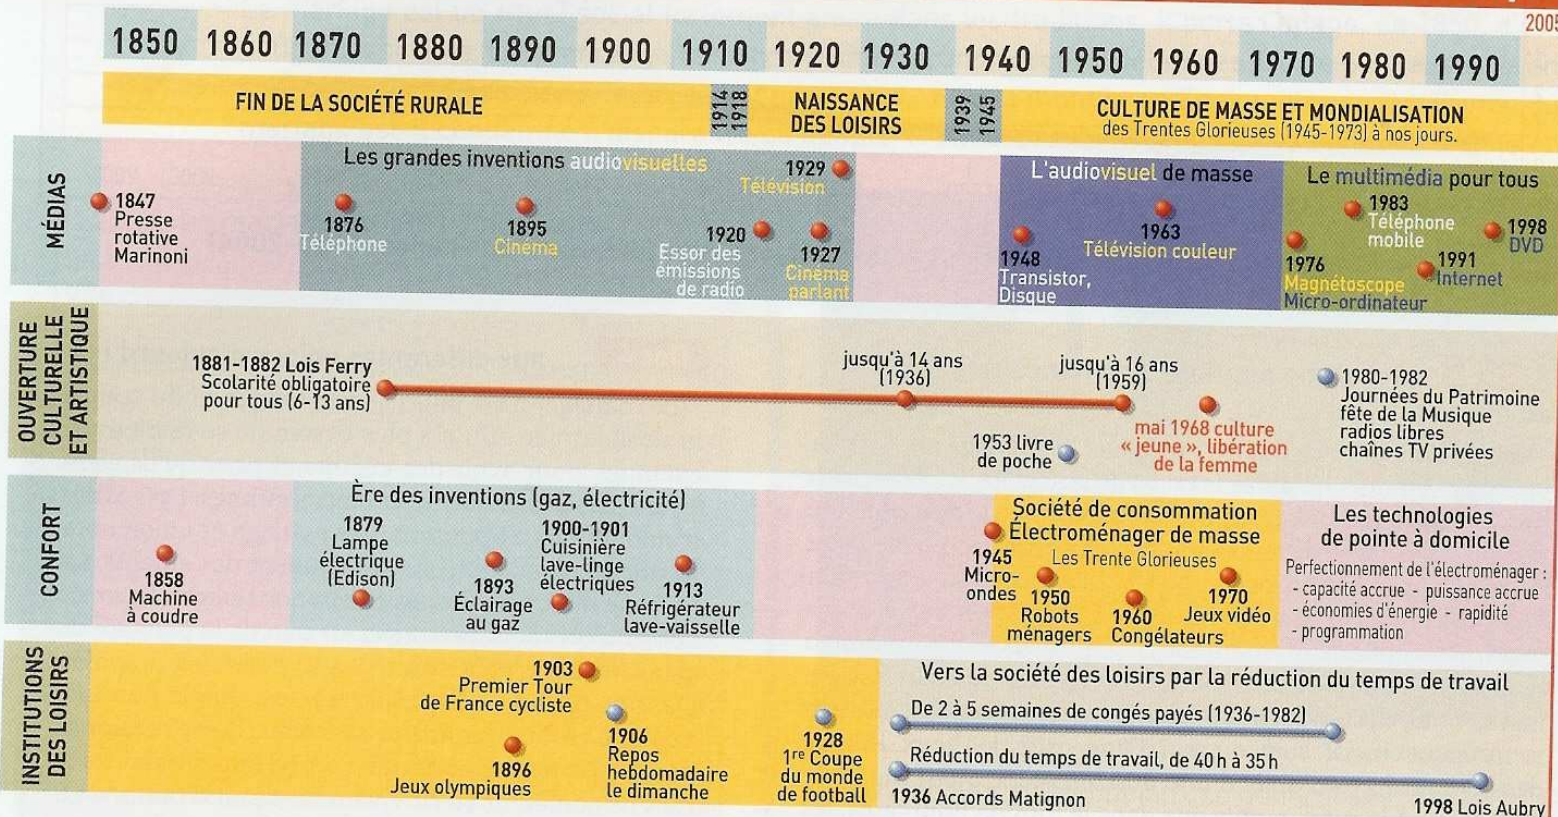 2005
1850 1860 1870 1880 1890 1900 1910 1920 1930 1940 1950 1960 1970 1980 1990
FIN DE LA SOCIÉTÉ RURALE
1914
1918
NAISSANCE
DES LOISIRS
1939
1945
CULTURE DE MASSE ET MONDIALISATION
des Trentes Glorieuses (1945-1973) à nos jours.
MÉDIAS
1847
Presse
rotative
Marinoni
Les grandes inventions audiovisuelles
1876
Téléphone
1895
Cinéma
1920
Essor des
émissions
de radio
1929
Télévision
1927
Cinéma
parlant
L'audiovisuel de masse
1948
Transistor,
Disque
1963
Télévision couleur
Le multimédia pour tous
1976
Magnétoscope
Micro-ordinateur
1983
Téléphone
mobile
1991
Internet
1998
DVD
OUVERTURE
CULTURELLE
ET ARTISTIQUE
1881-1882 Lois Ferry
Scolarité obligatoire
pour tous (6-13 ans)
jusqu'à 14 ans
(1936)
jusqu'à 16 ans
(1959)
1953 livre
de poche
mai 1968 culture
« jeune », libération
de la femme
1980-1982
Journées du Patrimoine
fête de la Musique
radios libres
chaînes TV privées
CONFORT
1858
Machine
à coudre
Ère des inventions (gaz, électricité)
1879
Lampe
électrique
(Edison)
1893
Éclairage
au gaz
1900-1901
Cuisinière
lave-linge
électriques
1913
Réfrigérateur
lave-vaisselle
Société de consommation
Électroménager de masse
Les Trente Glorieuses
1945
Micro-
ondes
1950
Robots
ménagers
1960
Congélateurs
1970
Jeux vidéo
Les technologies
de pointe à domicile
Perfectionnement de l'électroménager :
- capacité accrue - puissance accrue
- économies d'énergie - rapidité
- programmation
INSTITUTIONS
DES LOISIRS
1903
Premier Tour
de France cycliste
1896
Jeux olympiques
1906
Repos
hebdomadaire
le dimanche
1928
1re Coupe
du monde
de football
Vers la société des loisirs par la réduction du temps de travail
De 2 à 5 semaines de congés payés (1936-1982)
Réduction du temps de travail, de 40 h à 35 h
1936 Accords Matignon
1998 Lois Aubry